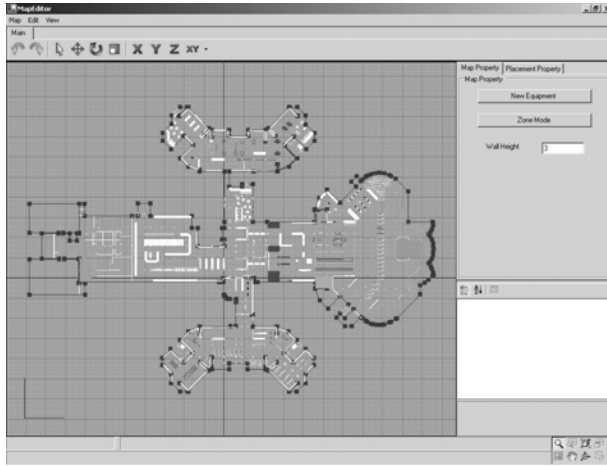 MapEditor
Map Edit View
Main
X Y Z XY
Map Property Placement Property
Map Property
New Equipment
Zone Mode
Wall Height 3